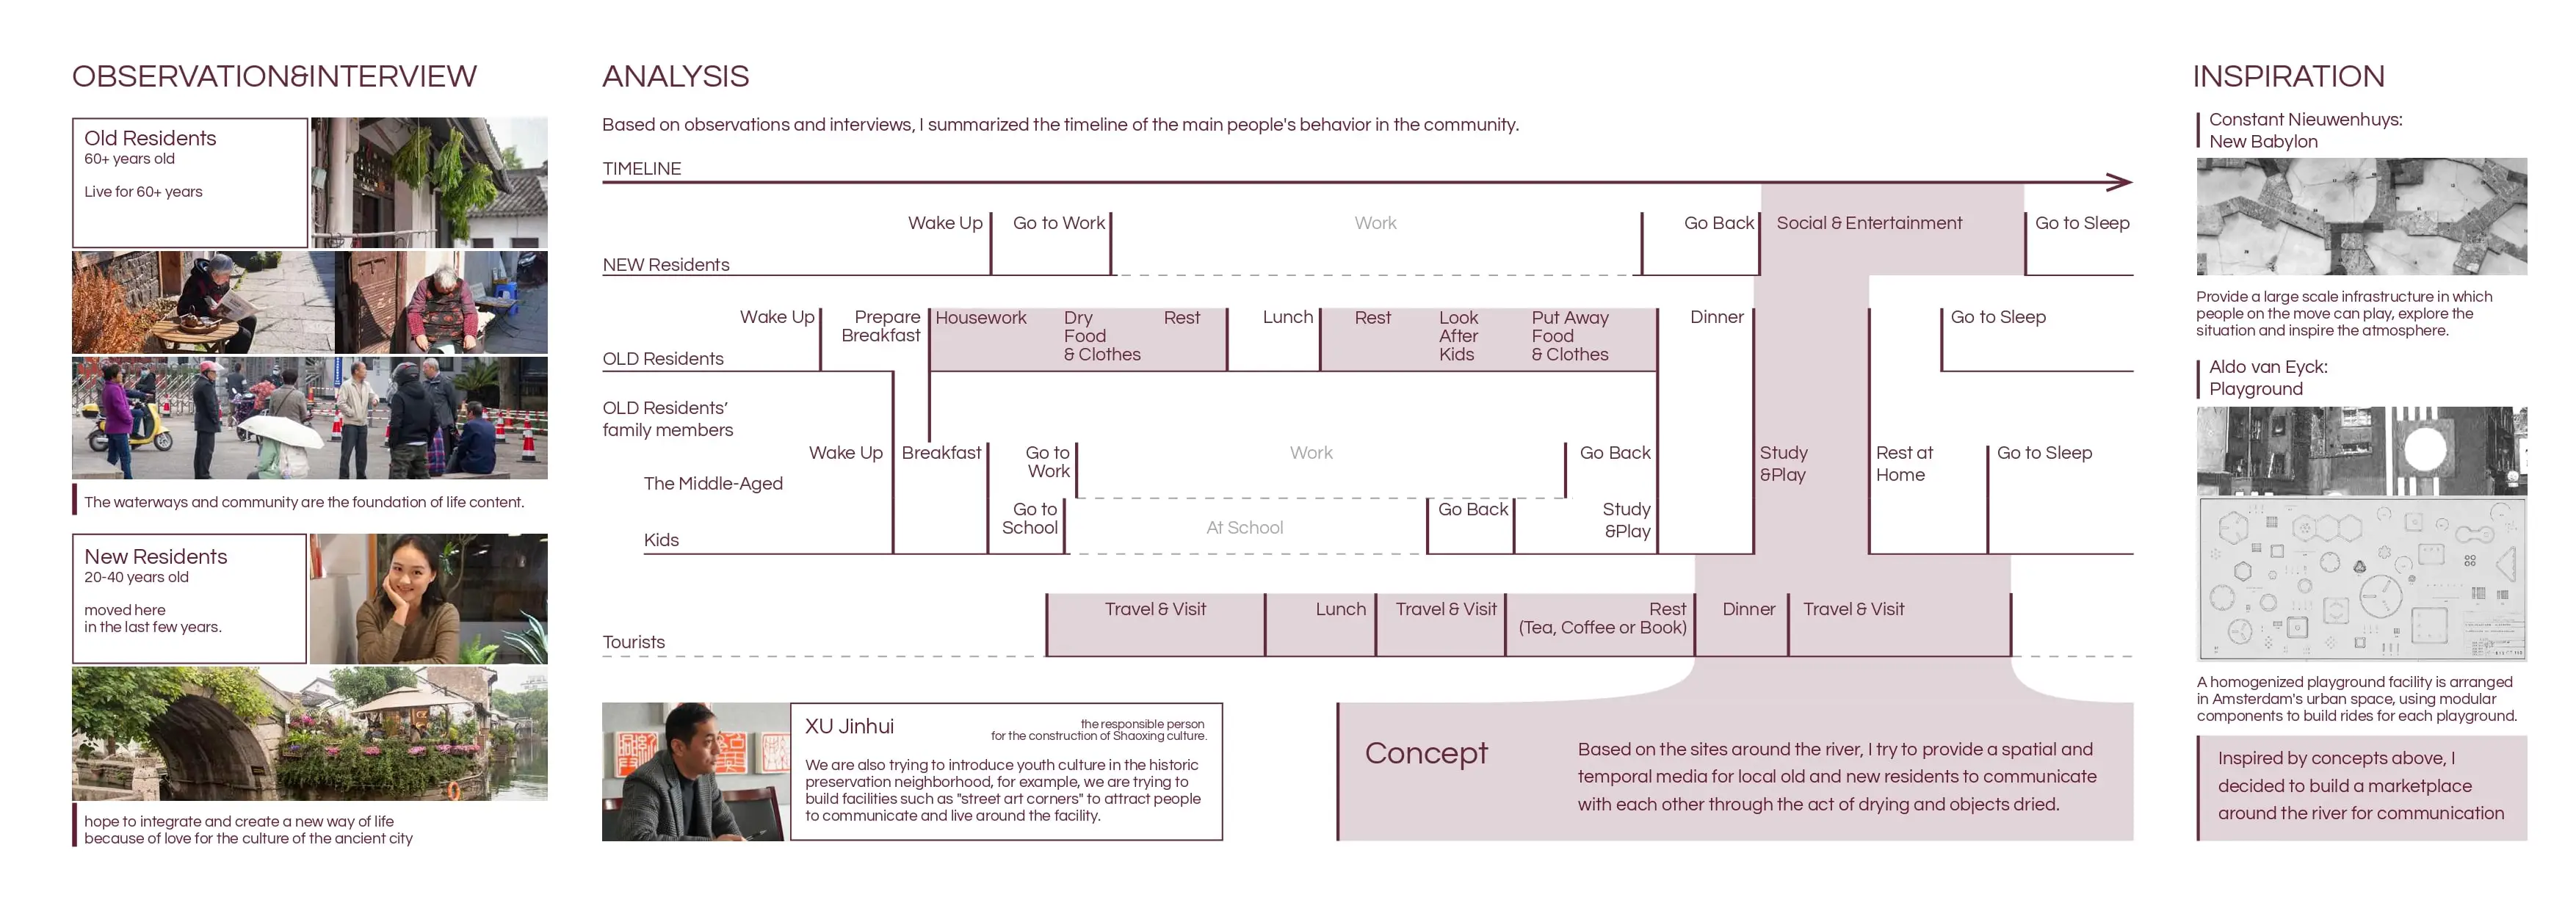 OBSERVATION&INTERVIEW
Old Residents
60+ years old
Live for 60+ years
The waterways and community are the foundation of life content.
New Residents
20-40 years old
moved here
in the last few years.
hope to integrate and create a new way of life
because of love for the culture of the ancient city
ANALYSIS
Based on observations and interviews, I summarized the timeline of the main people's behavior in the community.
TIMELINE
NEW Residents
Wake Up
Go to Work
Work
Go Back
Social & Entertainment
Go to Sleep
OLD Residents
Wake Up
Prepare
Breakfast
Housework
Dry
Food
& Clothes
Rest
Lunch
Rest
Look
After
Kids
Put Away
Food
& Clothes
Dinner
Go to Sleep
OLD Residents'
family members
The Middle-Aged
Wake Up
Breakfast
Go to
Work
Work
Go Back
Study
&Play
Rest at
Home
Go to Sleep
Kids
Go to
School
At School
Go Back
Study
&Play
Tourists
Travel & Visit
Lunch
Travel & Visit
Rest
(Tea, Coffee or Book)
Dinner
Travel & Visit
XU Jinhui
the responsible person
for the construction of Shaoxing culture.
We are also trying to introduce youth culture in the historic
preservation neighborhood, for example, we are trying to
build facilities such as "street art corners" to attract people
to communicate and live around the facility.
Concept
Based on the sites around the river, I try to provide a spatial and
temporal media for local old and new residents to communicate
with each other through the act of drying and objects dried.
INSPIRATION
Constant Nieuwenhuys:
New Babylon
Provide a large scale infrastructure in which
people on the move can play, explore the
situation and inspire the atmosphere.
Aldo van Eyck:
Playground
A homogenized playground facility is arranged
in Amsterdam's urban space, using modular
components to build rides for each playground.
Inspired by concepts above, I
decided to build a marketplace
around the river for communication